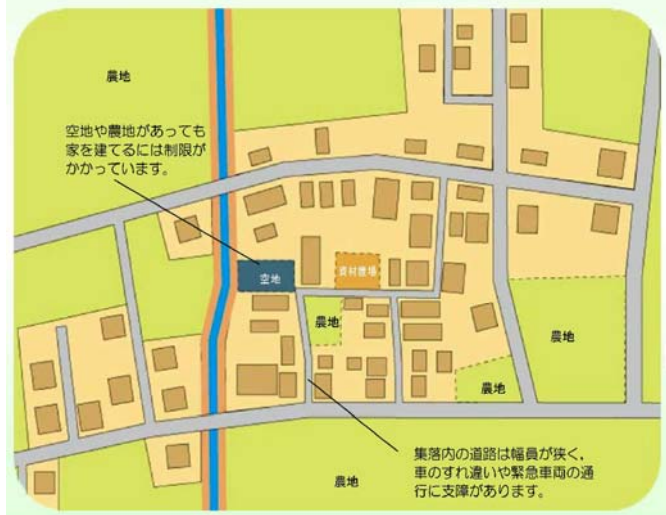 農地
空地や農地があっても
家を建てるには制限が
かかっています。
空地
資材置場
農地
農地
農地
集落内の道路は幅員が狭く,
車のすれ違いや緊急車両の通
行に支障があります。
農地